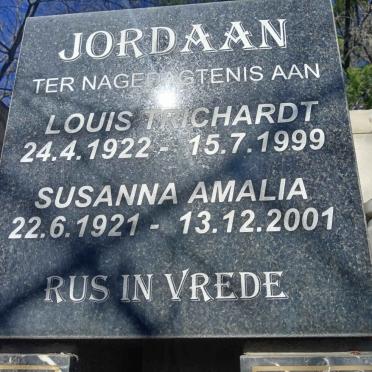 JORDAAN
TER NAGEDAGTENIS AAN
LOUIS TRICHARDT
24.4.1922 - 15.7.1999
SUSANNA AMALIA
22.6.1921 - 13.12.2001
RUS IN VREDE